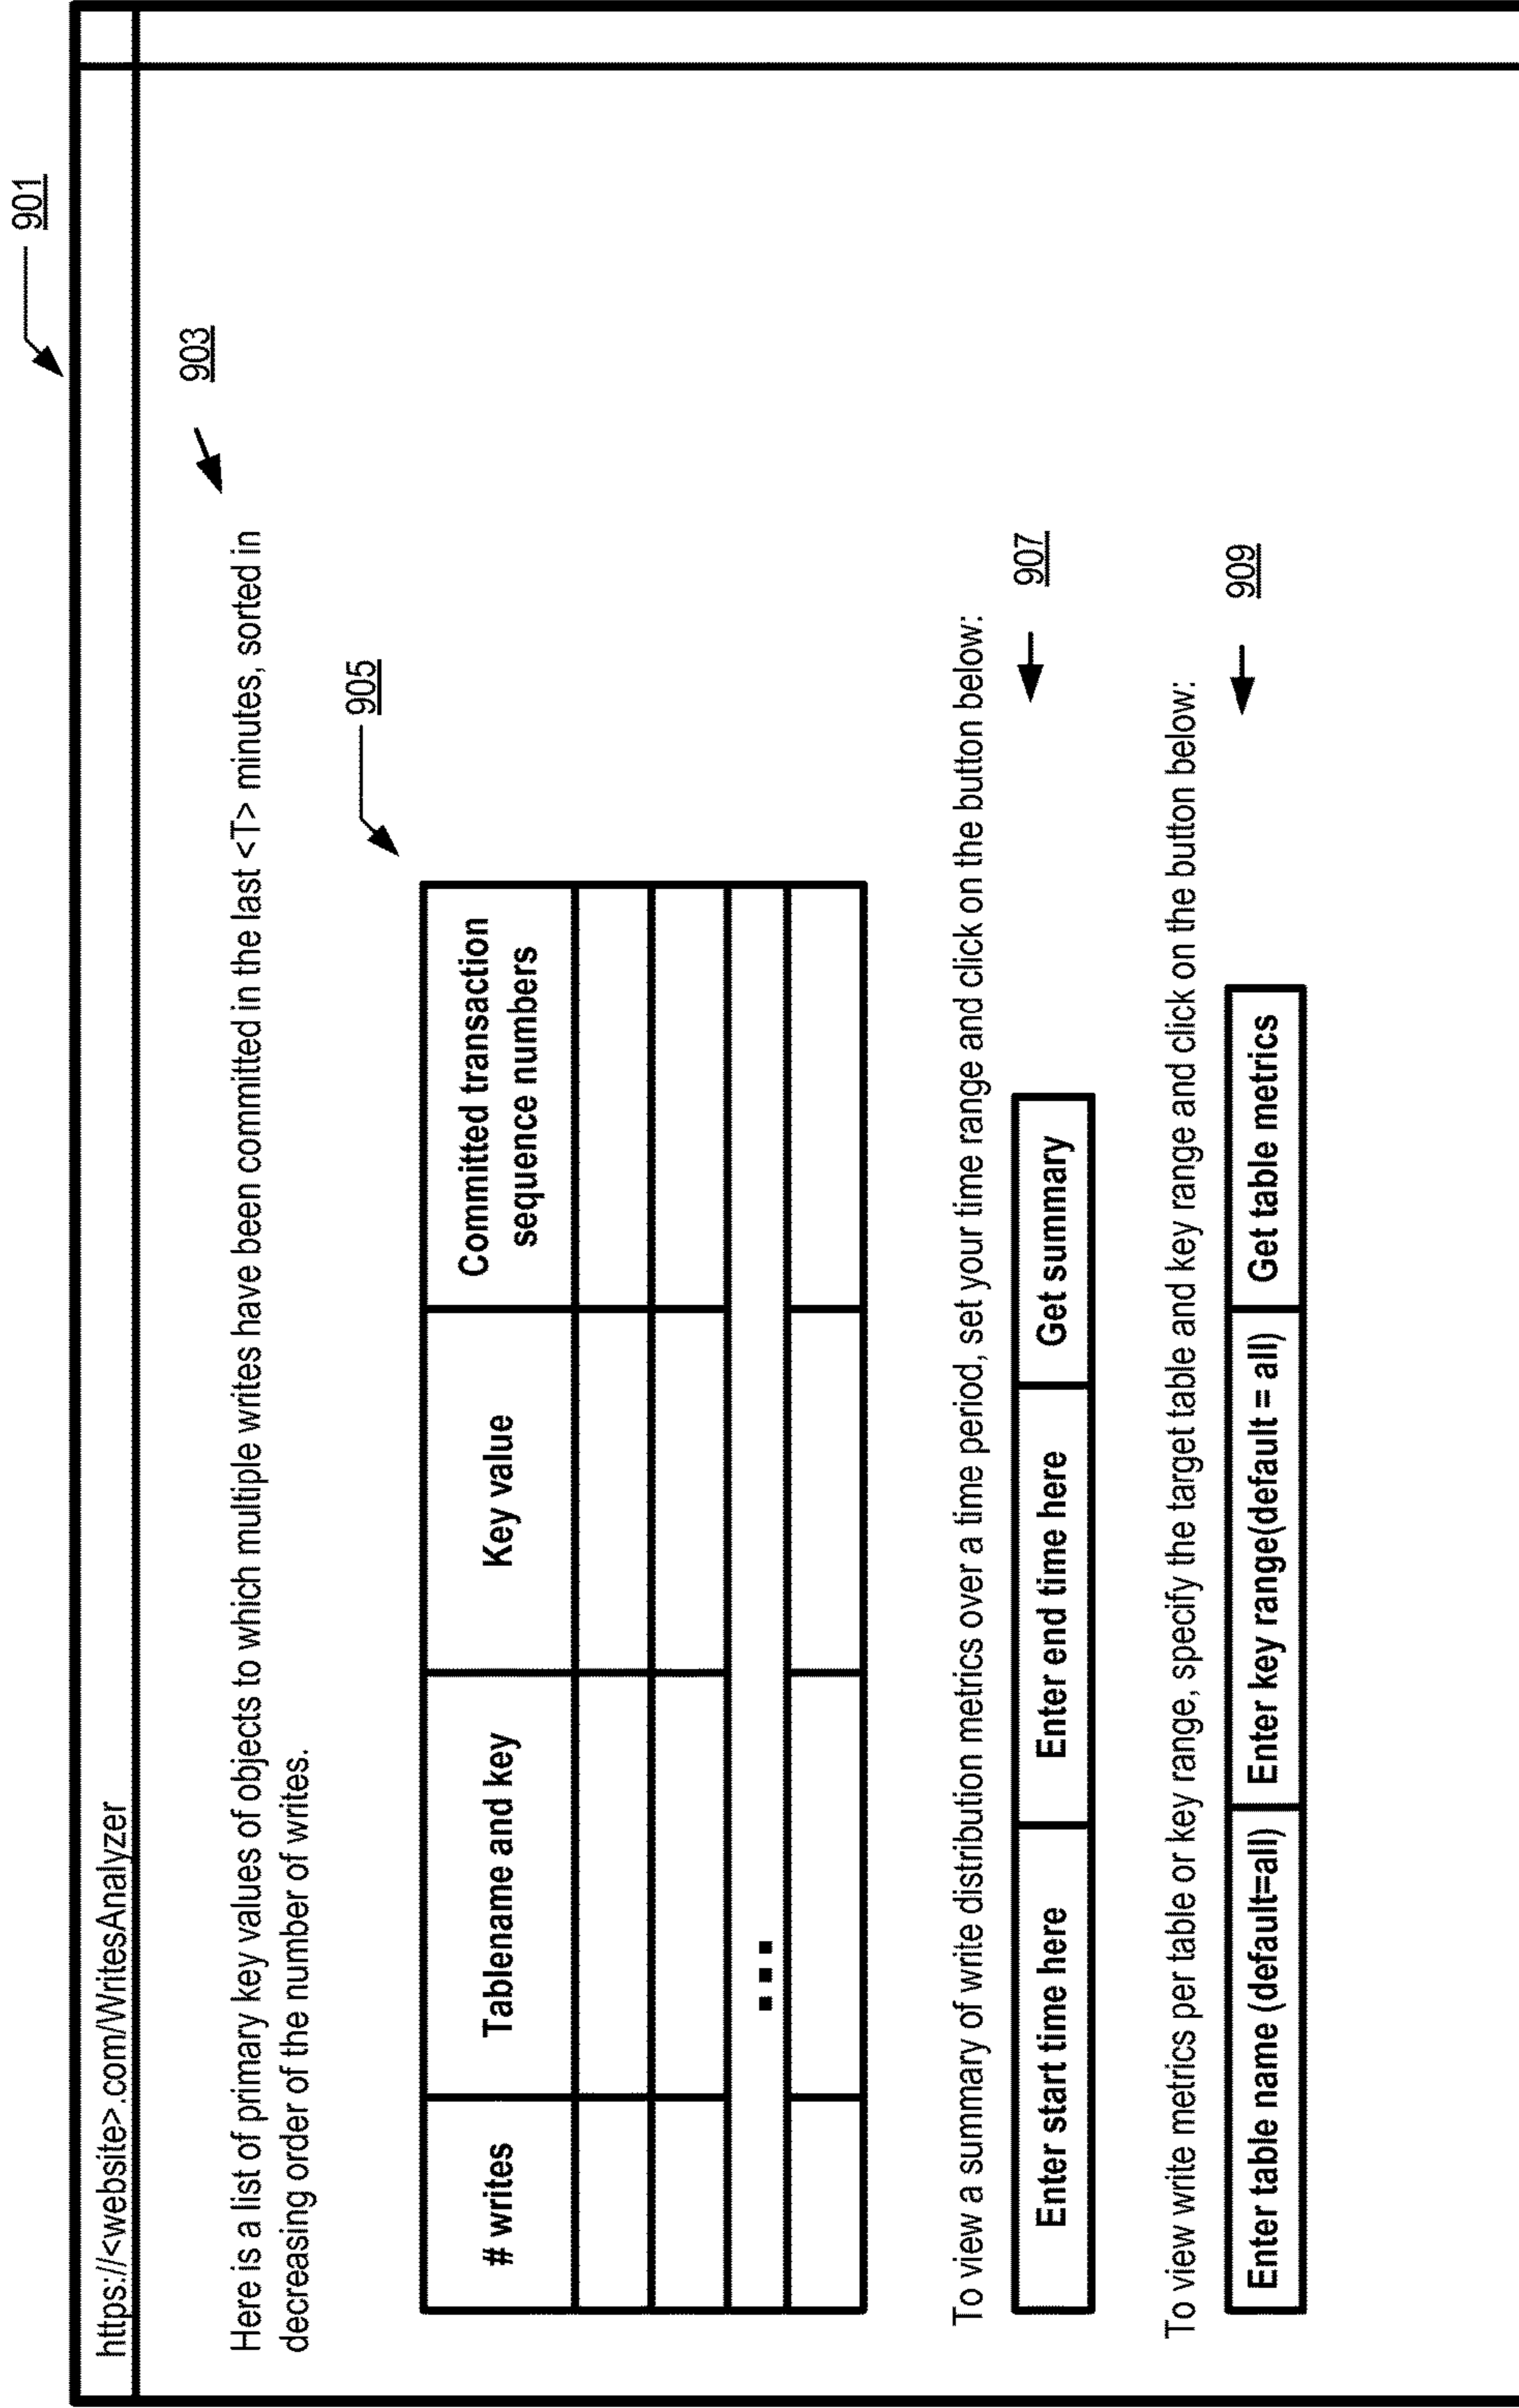 901
https://<website>.com/WritesAnalyzer
903
Here is a list of primary key values of objects to which multiple writes have been committed in the last <T> minutes, sorted in
decreasing order of the number of writes.
905
# writes
Tablename and key
Key value
Committed transaction
sequence numbers
To view a summary of write distribution metrics over a time period, set your time range and click on the button below:
Enter start time here
Enter end time here
Get summary
907
To view write metrics per table or key range, specify the target table and key range and click on the button below:
Enter table name (default=all)
Enter key range(default = all)
Get table metrics
909